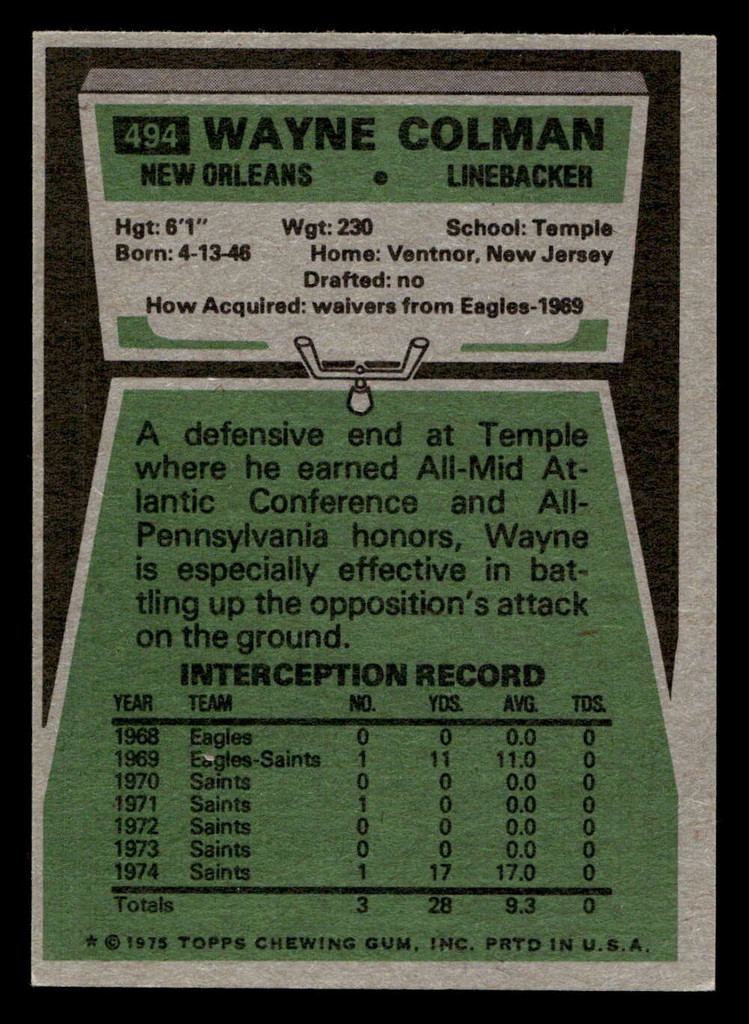 494 WAYNE COLMAN
NEW ORLEANS • LINEBACKER
Hgt: 6'1" Wgt: 230 School: Temple
Born: 4-13-46 Home: Ventnor, New Jersey
Drafted: no
How Acquired: waivers from Eagles-1969
A defensive end at Temple
where he earned All-Mid At-
lantic Conference and All-
Pennsylvania honors, Wayne
is especially effective in bat-
tling up the opposition's attack
on the ground.
INTERCEPTION RECORD
YEAR TEAM NO. YDS. AVG. TDS.
1968 Eagles 0 0 0.0 0
1969 Eagles-Saints 1 11 11.0 0
1970 Saints 0 0 0.0 0
1971 Saints 1 0 0.0 0
1972 Saints 0 0 0.0 0
1973 Saints 0 0 0.0 0
1974 Saints 1 17 17.0 0
Totals 3 28 9.3 0
* © 1975 TOPPS CHEWING GUM, INC. PRTD IN U.S.A.